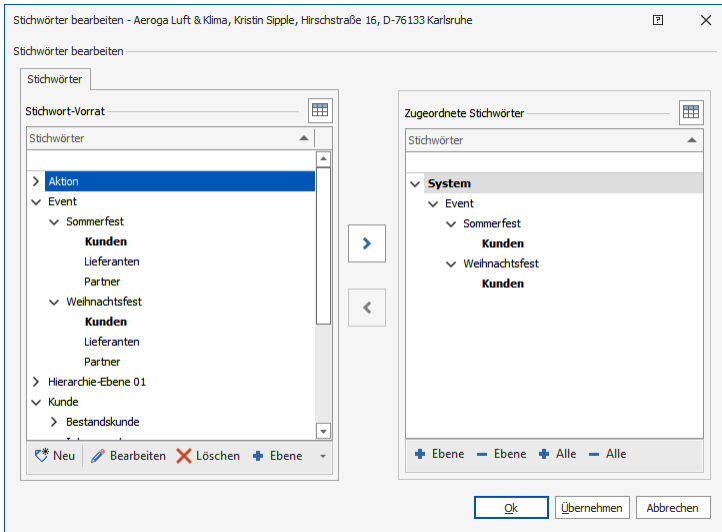 Stichwörter bearbeiten - Aeroga Luft & Klima, Kristin Sipple, Hirschstraße 16, D-76133 Karlsruhe
Stichwörter bearbeiten
Stichwörter
Stichwort-Vorrat
Stichwörter
Aktion
Event
Sommerfest
Kunden
Lieferanten
Partner
Weihnachtsfest
Kunden
Lieferanten
Partner
Hierarchie-Ebene 01
Kunde
Bestandskunde
Neu Bearbeiten Löschen Ebene
Zugeordnete Stichwörter
Stichwörter
System
Event
Sommerfest
Kunden
Weihnachtsfest
Kunden
Ebene Ebene Alle Alle
Ok Übernehmen Abbrechen